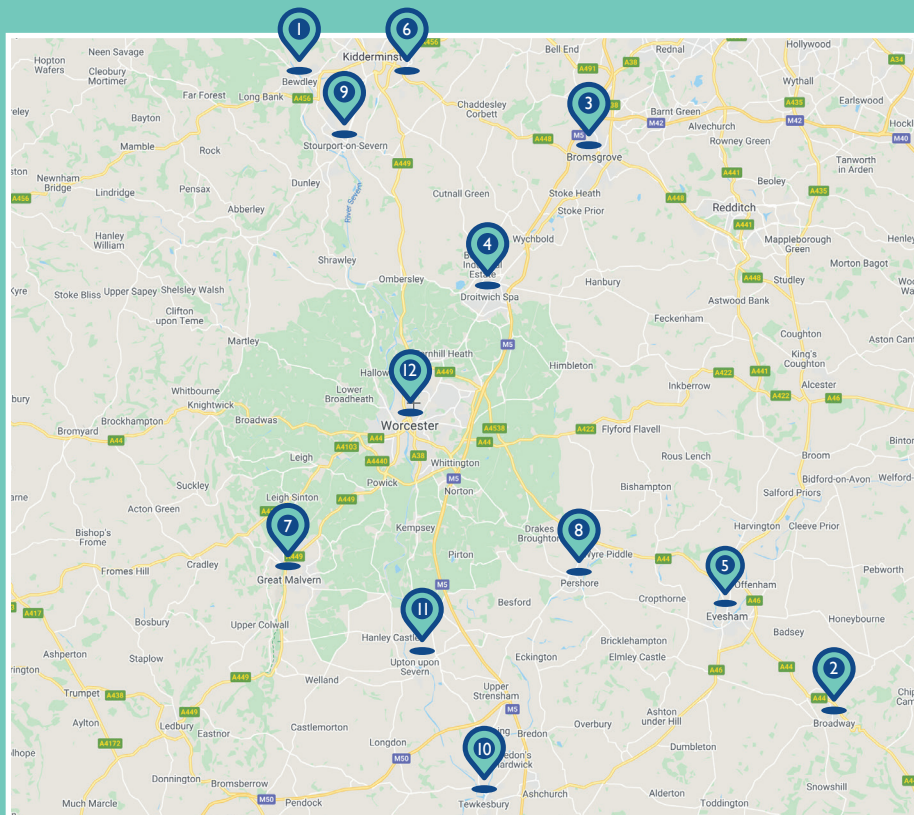 1
6
A456
Neen Savage
Hopton
Wafers
Cleobury
Mortimer
Bewdley
Far Forest
Long Bank
A456
9
Bayton
Mamble
Rock
Stourport-on-Severn
Chaddesley
Corbett
Bell End
Rednal
A491
A38
Hollywood
A34
Wythall
A435
Earlswood
3
Barnt Green
M42
Alvechurch
M42
Rowney Green
M40
A448
M5
Bromsgrove
Tanworth
in Arden
Newnham
Bridge
Lindridge
Pensax
Dunley
A449
Cutnall Green
Stoke Heath
Stoke Prior
A441
Beoley
A435
A456
Abberley
River Severn
A448
Redditch
A441
Hanley
William
Wychbold
4
Mappleborough
Green
Shrawley
Estate
Droitwich Spa
Ombersley
Hanbury
Morton Bagot
A448
Studley
Stoke Bliss
Upper Sapey
Shelsley Walsh
Astwood Bank
Clifton
upon Teme
Feckenham
Coughton
Martley
M5
King's
Coughton
12
A449
Himbleton
A422
A441
Lower
Broadheath
Inkberrow
Alcester
A422
A46
Whitbourne
Knightwick
Brockhampton
Broadwas
Worcester
Bromyard
A44
A44
A4103
A38
A4538
A44
A422
Flyford Flavell
A4440
Leigh
Whittington
Rous Lench
Broom
M5
Bidford-on-Avon
Suckley
Powick
Norton
Bishampton
Salford Priors
Leigh Sinton
A449
Acton Green
7
Kempsey
Drakes
Broughton
8
Harvington
Cleeve Prior
Bishop's
Frome
A449
Pirton
Wyre Piddle
Fromes Hill
Cradley
Great Malvern
A44
5
Pebworth
Pershore
M5
Offenham
A417
11
Besford
Cropthorne
A46
Evesham
Bosbury
Upper Colwall
Honeybourne
Badsey
Bricklehampton
Ashperton
Staplow
Hanley Castle
Upton upon
Severn
Eckington
Elmley Castle
A46
A44
2
A449
Welland
A44
Trumpet
A438
Upper
Strensham
Broadway
A449
M5
Ashton
under Hill
Aylton
Ledbury
Eastnor
Castlemorton
Overbury
A4172
Longdon
10
Bredon
Dumbleton
M50
Donnington
Bromsberrow
Snowshill
Ashchurch
Alderton
Much Marcle
M50
Pendock
Tewkesbury
Toddington